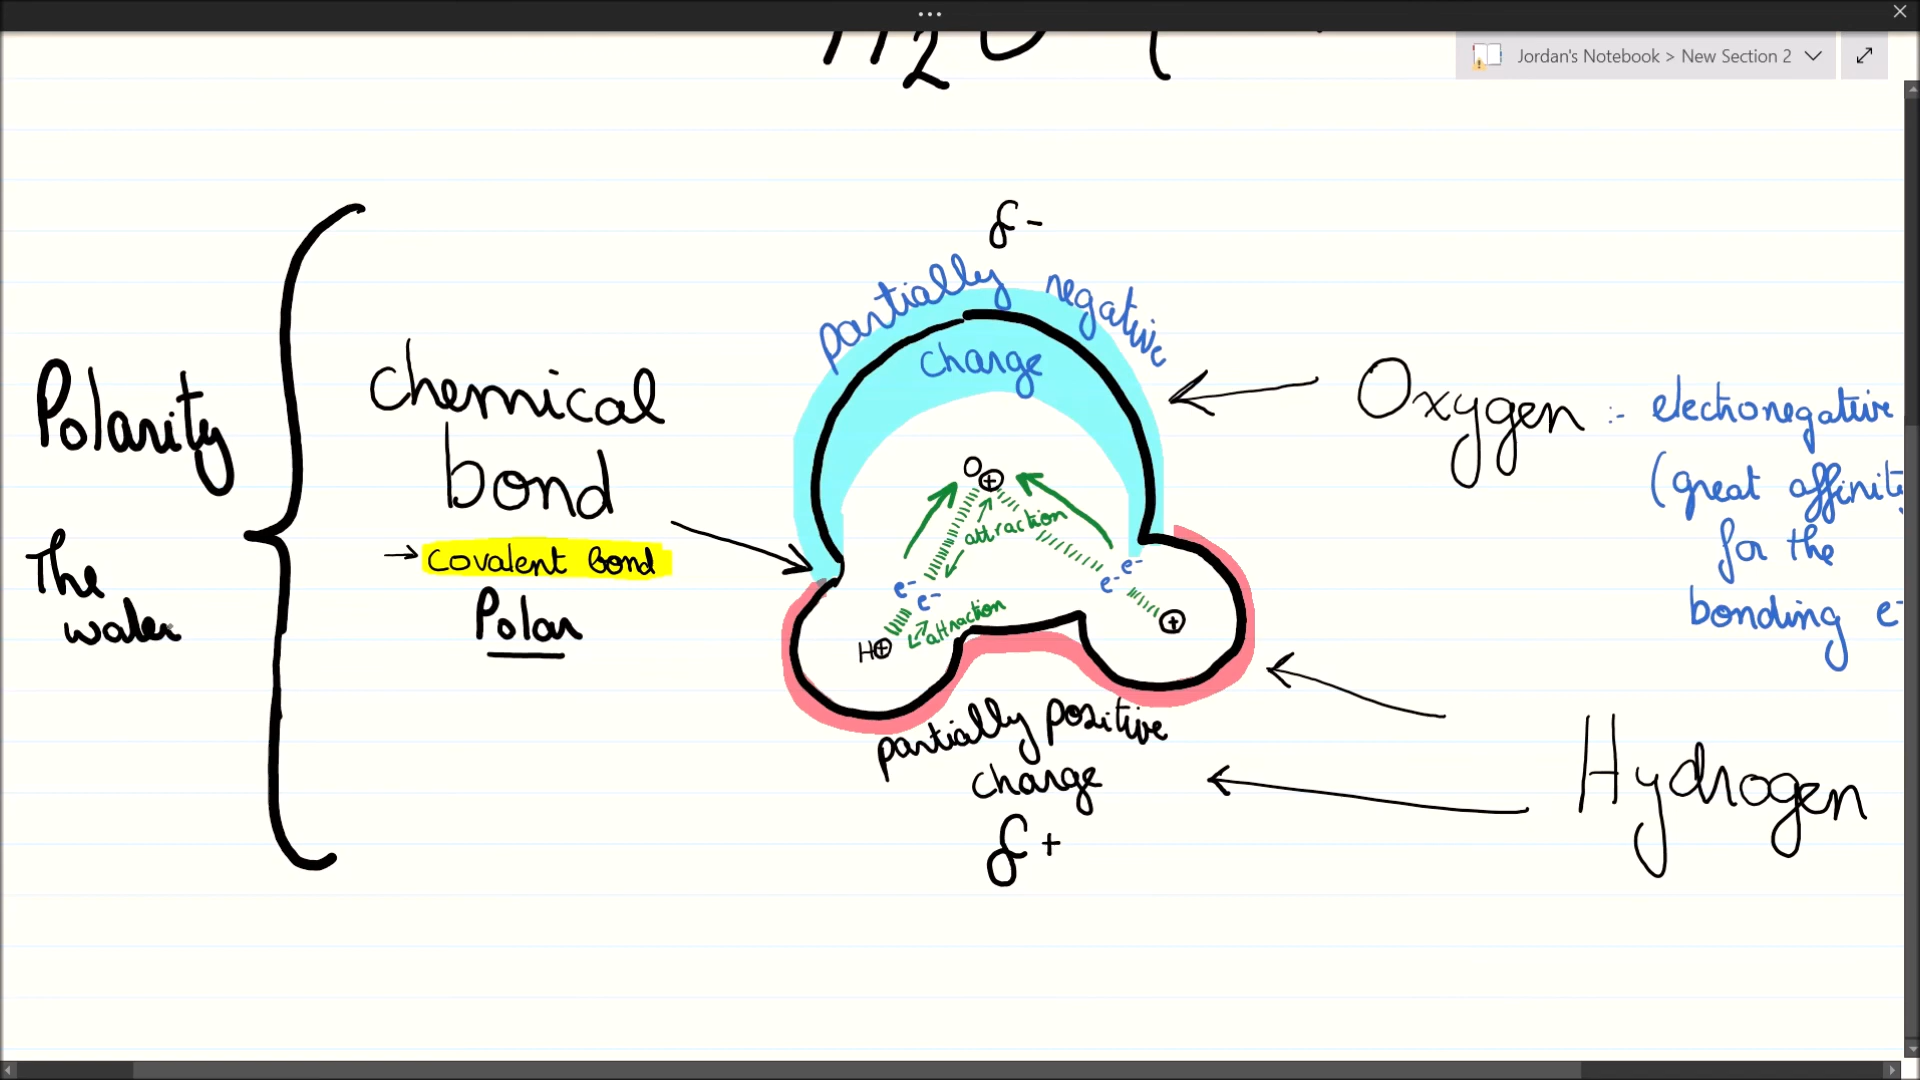 H2O
Jordan's Notebook > New Section 2
δ -
partially negative
charge
Polarity
The
water
chemical
bond
→ covalent bond
Polar
O ⊕
attraction
e- e-
e- e-
attraction
H⊕
⊕
Oxygen :- electronegative
(great affinity
for the
bonding e-
partially positive
charge
δ +
Hydrogen